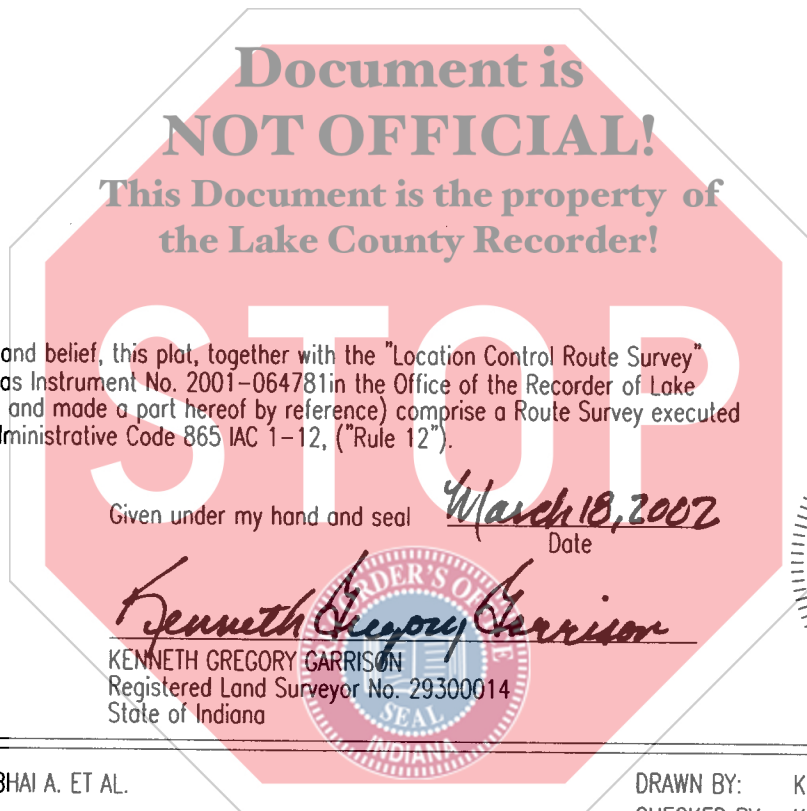 Document is
NOT OFFICIAL!
This Document is the property of
the Lake County Recorder!
STOP
and belief, this plat, together with the "Location Control Route Survey"
as Instrument No. 2001-064781in the Office of the Recorder of Lake
and made a part hereof by reference) comprise a Route Survey executed
dministrative Code 865 IAC 1-12, ("Rule 12").
Given under my hand and seal March 18, 2002
Date
Kenneth Gregory Garrison
KENNETH GREGORY GARRISON
Registered Land Surveyor No. 29300014
State of Indiana
SEAL
INDIANA
BHAI A. ET AL.
DRAWN BY: K